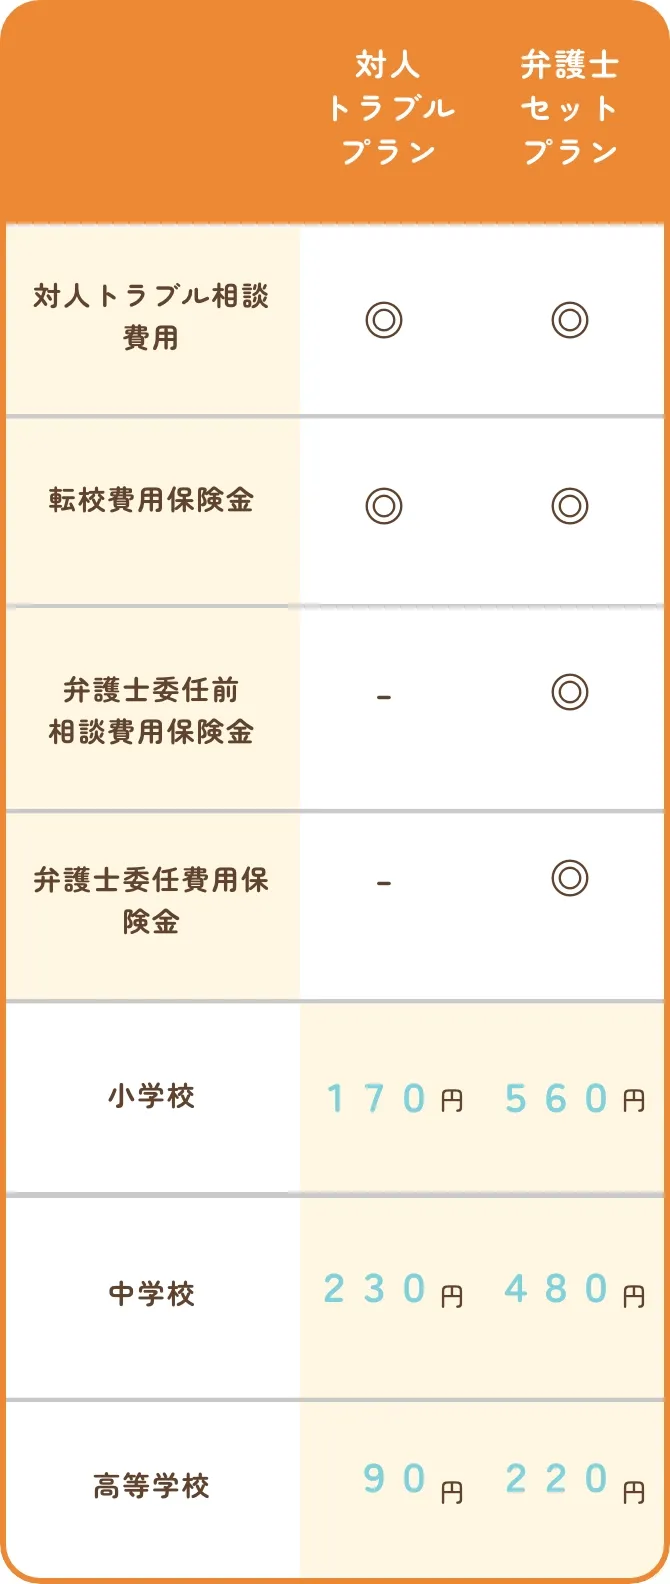 対人
トラブル
プラン
弁護士
セット
プラン
対人トラブル相談
費用
◎
◎
転校費用保険金
◎
◎
弁護士委任前
相談費用保険金
-
◎
弁護士委任費用保
険金
-
◎
小学校
170円
560円
中学校
230円
480円
高等学校
90円
220円